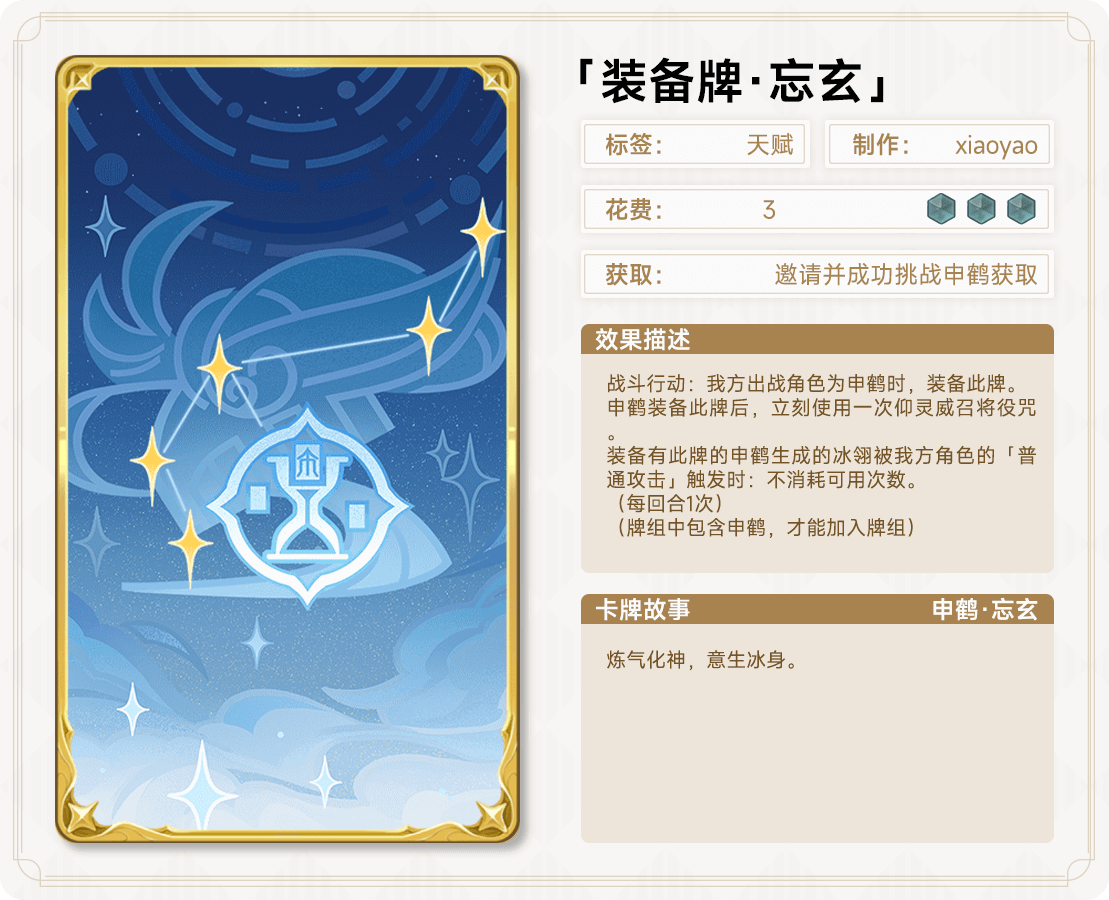 「装备牌·忘玄」
标签： 天赋 制作： xiaoyao
花费： 3
获取： 邀请并成功挑战申鹤获取
效果描述
战斗行动：我方出战角色为申鹤时，装备此牌。
申鹤装备此牌后，立刻使用一次仰灵威召将役咒
。
装备有此牌的申鹤生成的冰翎被我方角色的「普
通攻击」触发时：不消耗可用次数。
（每回合1次）
（牌组中包含申鹤，才能加入牌组）
卡牌故事 申鹤·忘玄
炼气化神，意生冰身。